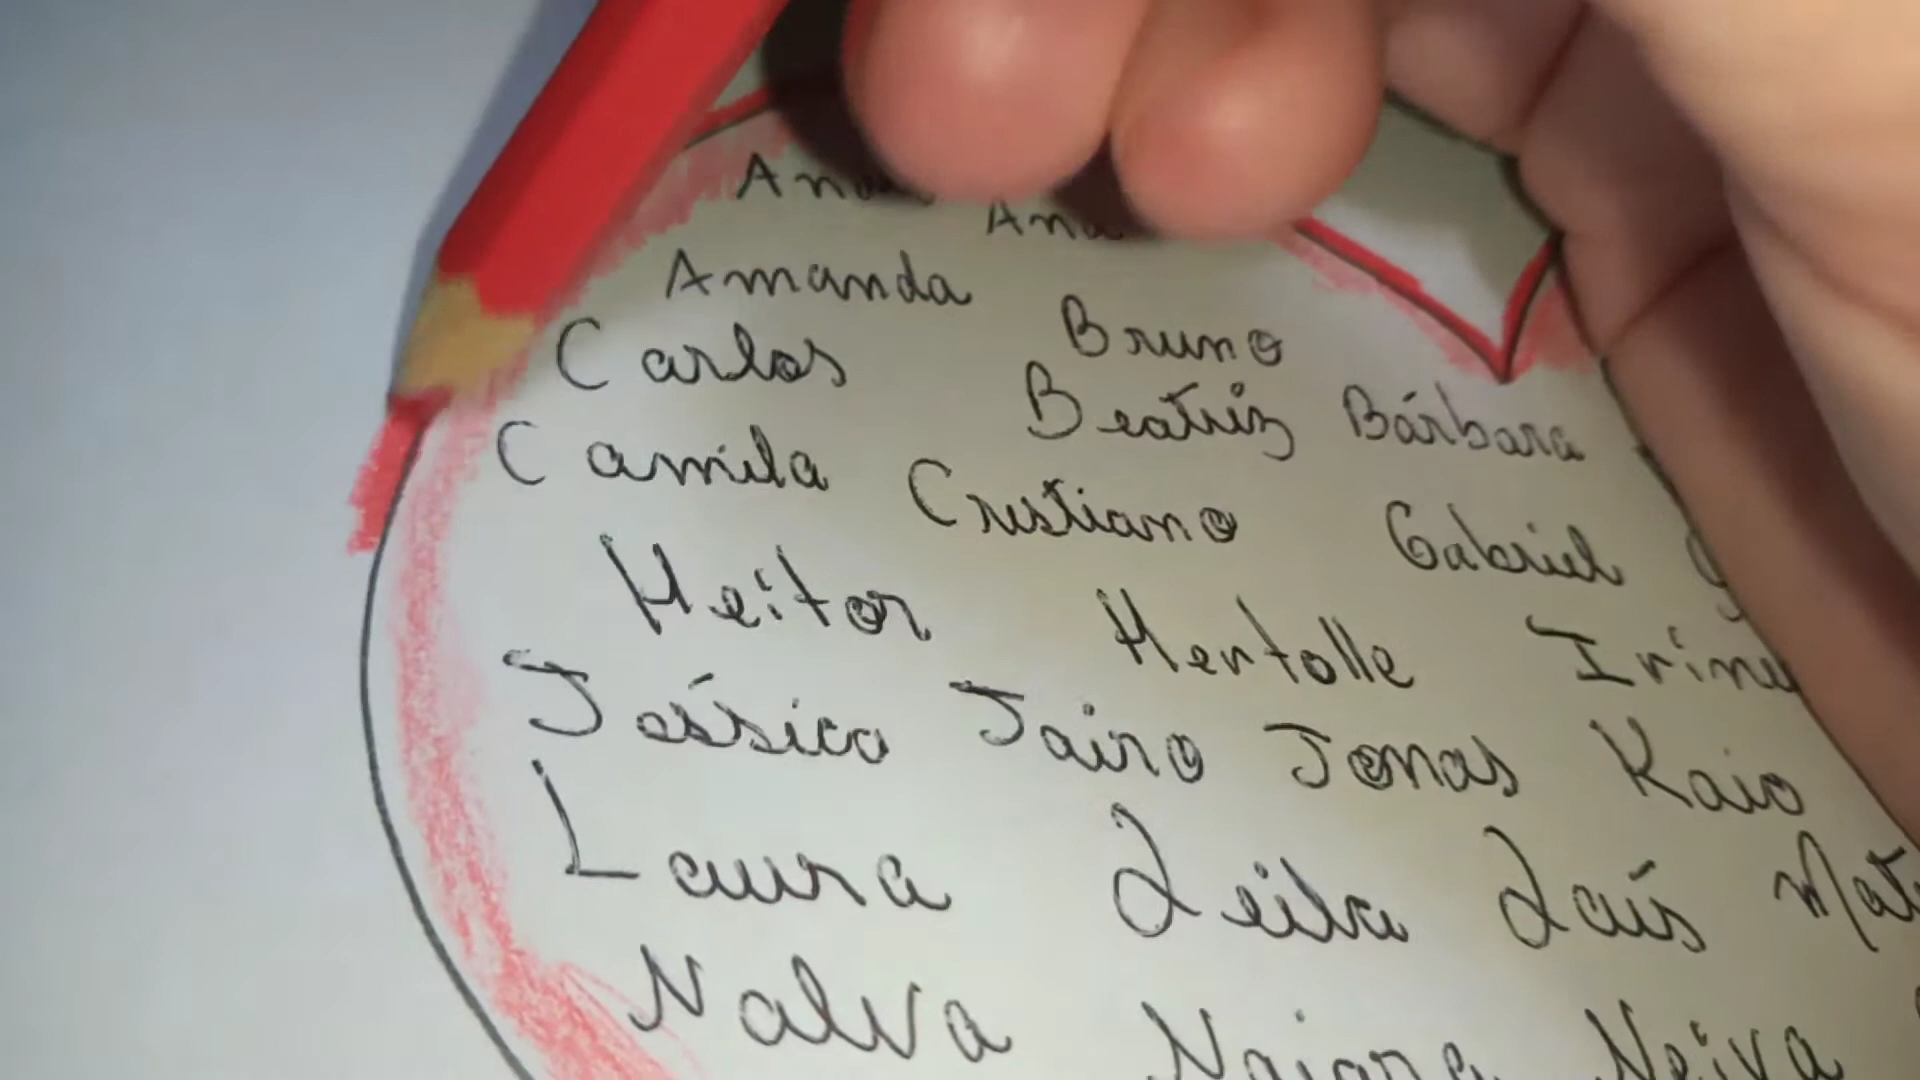 Amanda
Carlos Bruno
Beatriz Bárbara
Camila Cristiano Gabriel
Heitor Hertolle
Jéssica Jairo Jonas Kaio
Laura Leila Laís
Nalva Naiana Neiva